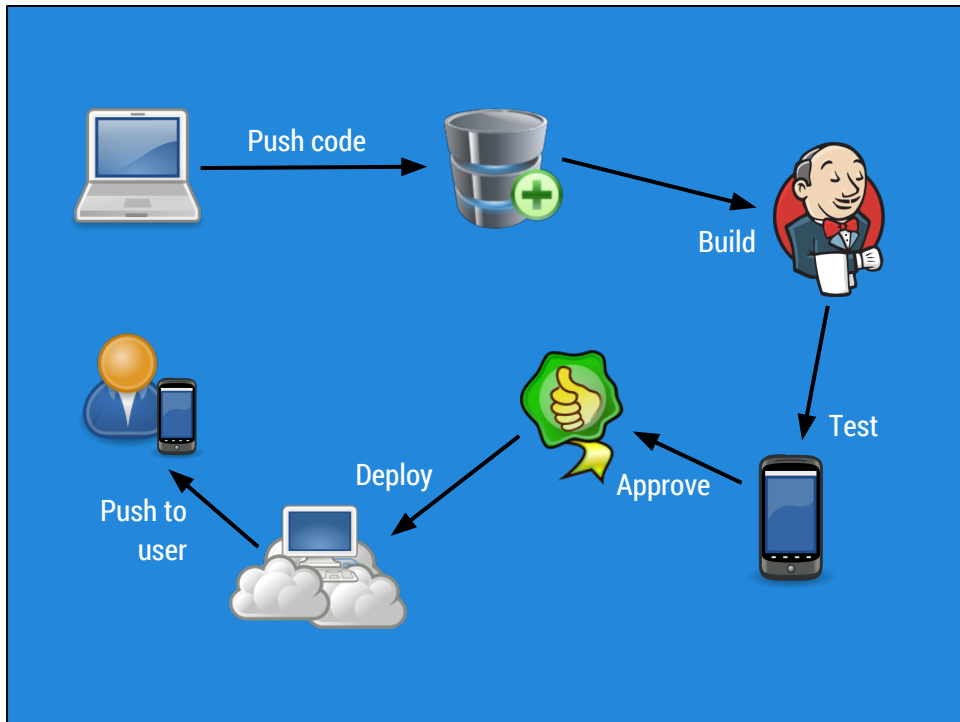 Push code
Build
Test
Approve
Deploy
Push to
user